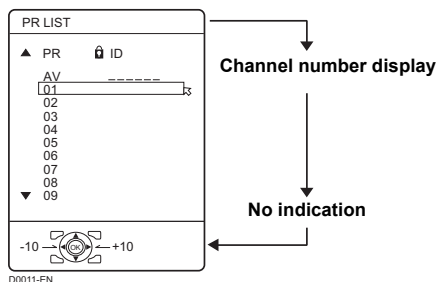 PR LIST
PR ID
AV ______
01
02
03
04
05
06
07
08
09
-10 OK +10
D0011-EN
Channel number display
No indication